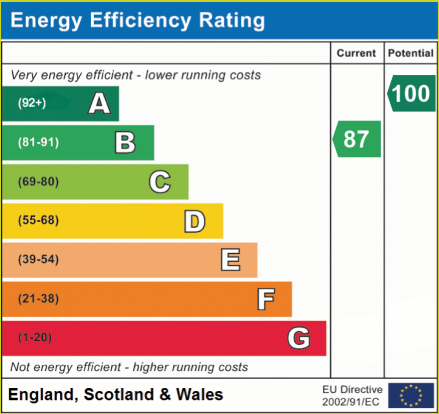 Energy Efficiency Rating
Current Potential
Very energy efficient - lower running costs
(92+) A 100
(81-91) B 87
(69-80) C
(55-68) D
(39-54) E
(21-38) F
(1-20) G
Not energy efficient - higher running costs
England, Scotland & Wales
EU Directive
2002/91/EC